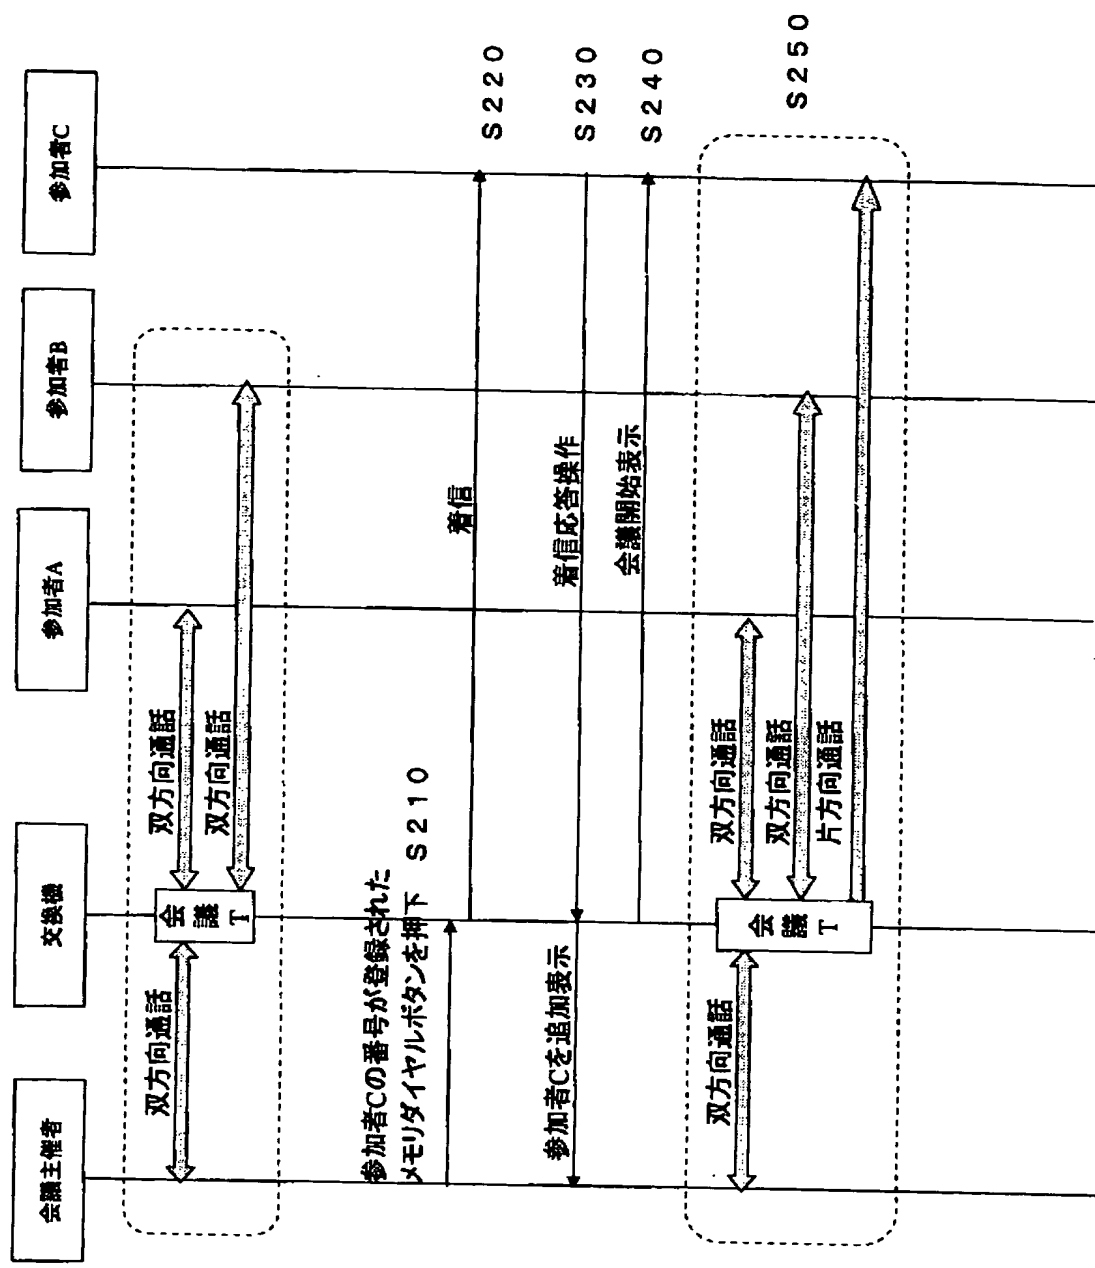 会議主催者
交換機
参加者A
参加者B
参加者C
双方向通話
会議T
双方向通話
双方向通話
参加者Cの番号が登録された
メモリダイヤルボタンを押下 S210
着信
S220
着信応答操作
S230
参加者Cを追加表示
会議開始表示
S240
双方向通話
会議T
双方向通話
双方向通話
片方向通話
S250